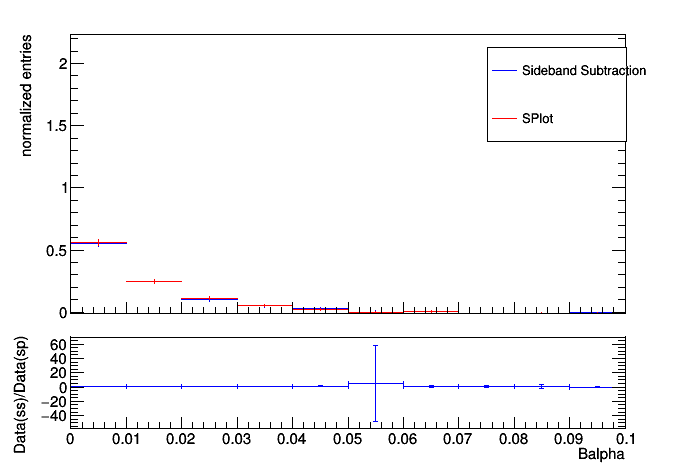 normalized entries
2
1.5
1
0.5
0
Sideband Subtraction
SPlot
Data(ss)/Data(sp)
60
40
20
0
−20
−40
0 0.01 0.02 0.03 0.04 0.05 0.06 0.07 0.08 0.09 0.1
Balpha